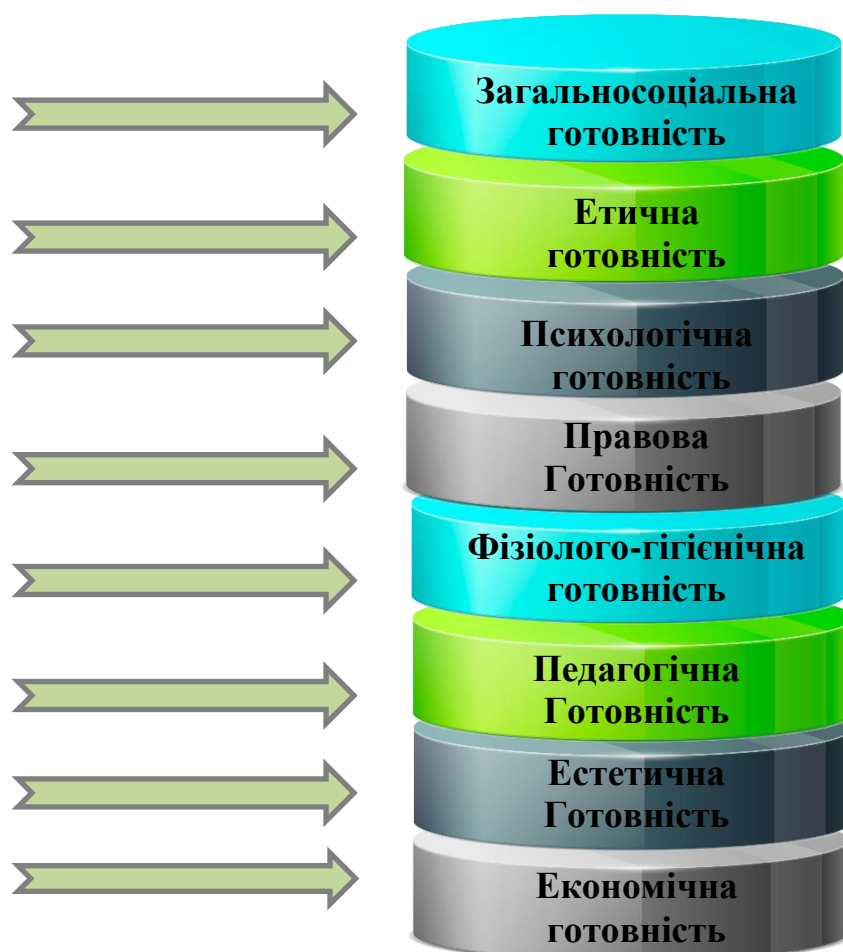 Загальносоціальна
готовність
Етична
готовність
Психологічна
готовність
Правова
Готовність
Фізіолого-гігієнічна
готовність
Педагогічна
Готовність
Естетична
Готовність
Економічна
готовність